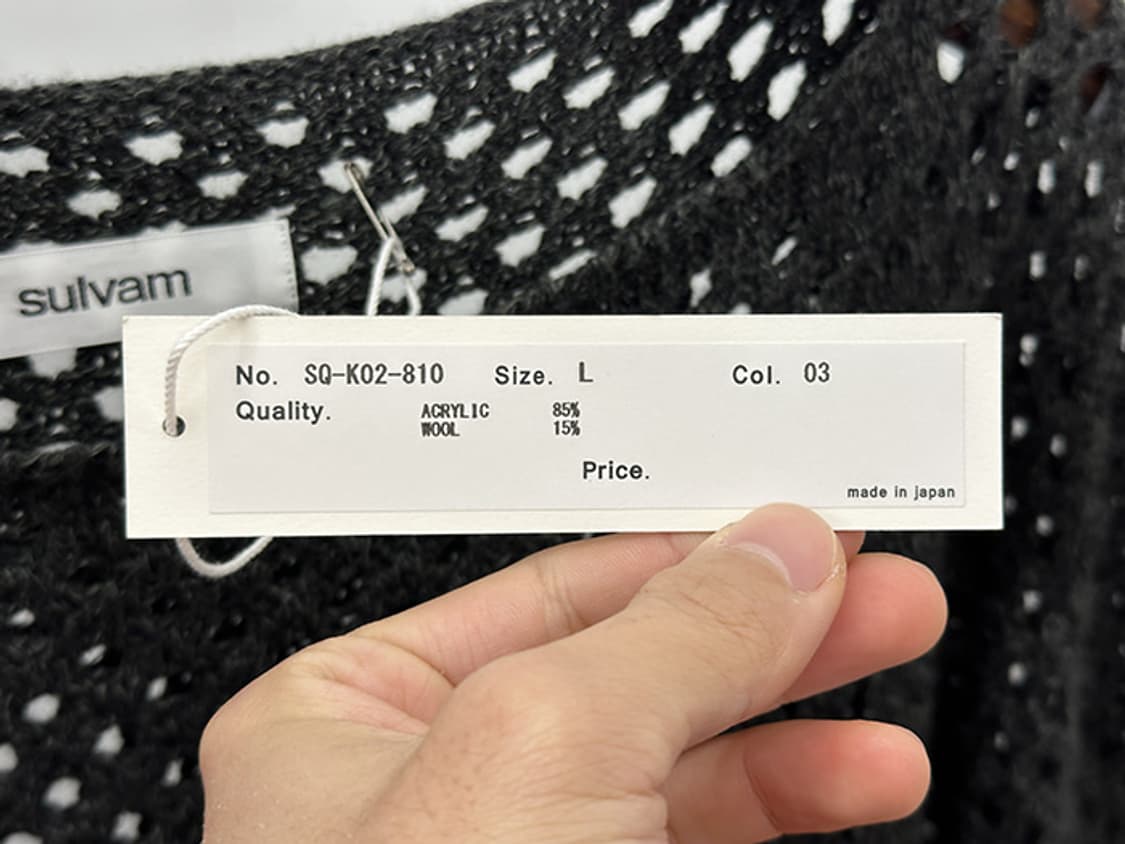 sulvam
No. SQ-K02-810 Size. L Col. 03
Quality. ACRYLIC 85%
WOOL 15%
Price.
made in japan